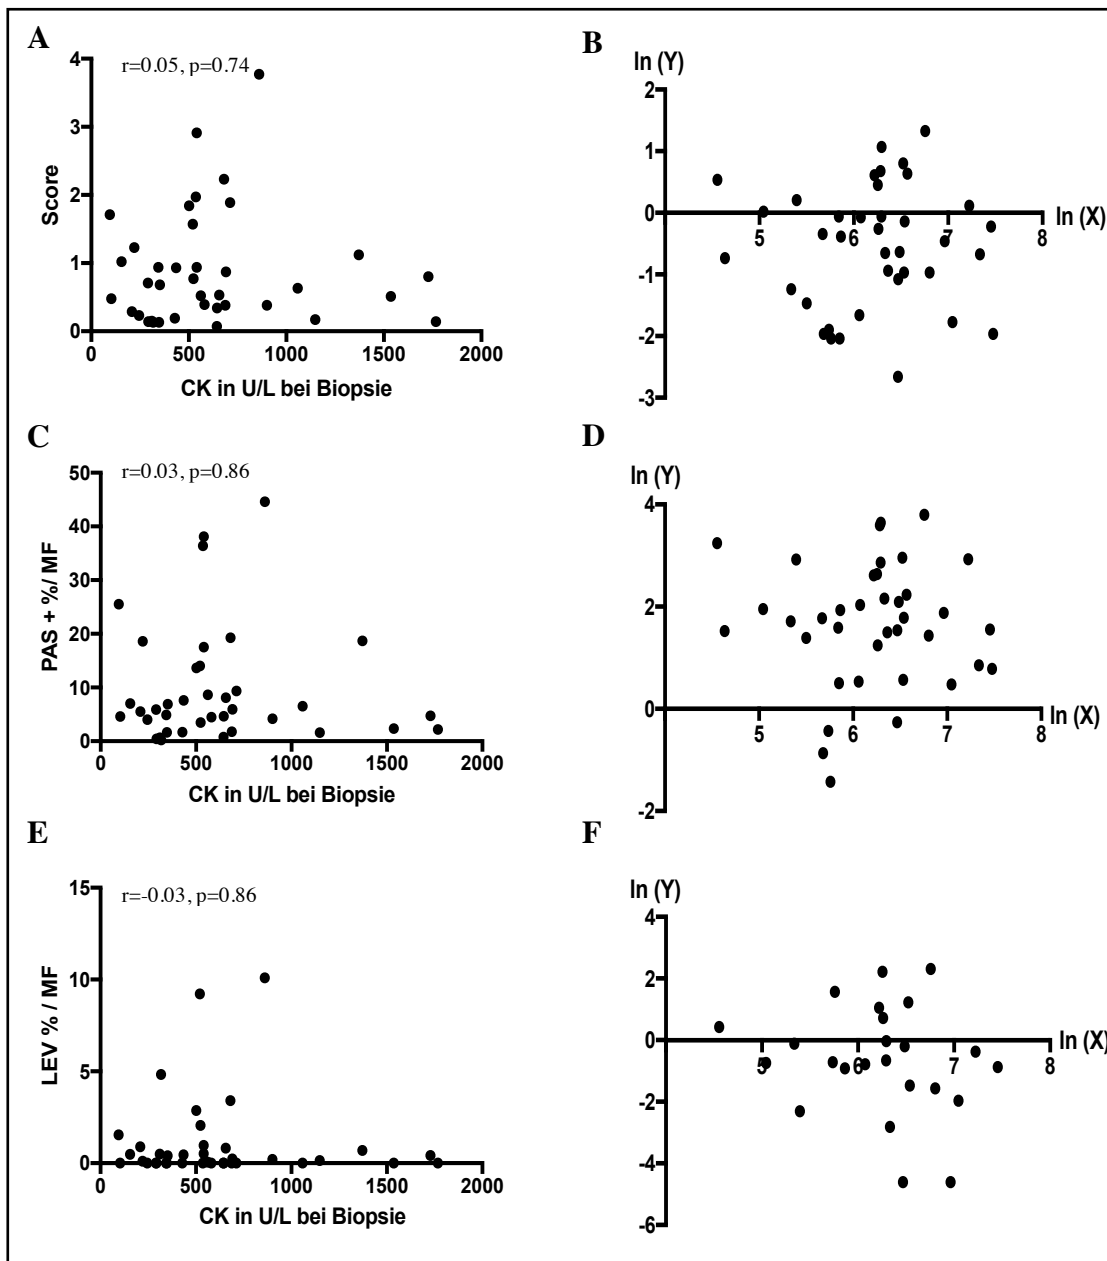 A
r=0.05, p=0.74
4
3
2
1
0
Score
0 500 1000 1500 2000
CK in U/L bei Biopsie
B
ln (Y)
2
1
0
-1
-2
-3
5 6 7 8
ln (X)
C
r=0.03, p=0.86
50
40
30
20
10
0
PAS + %/ MF
0 500 1000 1500 2000
CK in U/L bei Biopsie
D
ln (Y)
4
2
0
-2
5 6 7 8
ln (X)
E
r=-0.03, p=0.86
15
10
5
0
LEV % / MF
0 500 1000 1500 2000
CK in U/L bei Biopsie
F
ln (Y)
4
2
0
-2
-4
-6
5 6 7 8
ln (X)